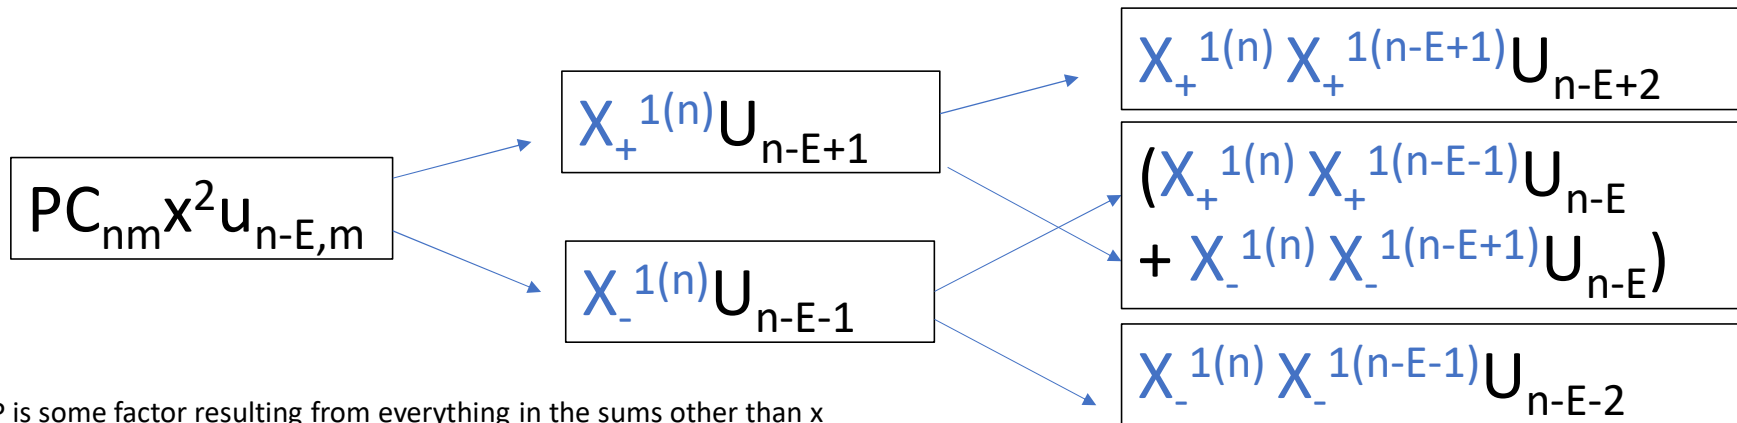 PCₙₘx²uₙ₋E,ₘ
X₊¹⁽ⁿ⁾Uₙ₋E₊₁
X₋¹⁽ⁿ⁾Uₙ₋E₋₁
X₊¹⁽ⁿ⁾ X₊¹⁽ⁿ⁻ᴱ⁺¹⁾Uₙ₋E₊₂
(X₊¹⁽ⁿ⁾ X₊¹⁽ⁿ⁻ᴱ⁻¹⁾Uₙ₋E
+ X₋¹⁽ⁿ⁾ X₋¹⁽ⁿ⁻ᴱ⁺¹⁾Uₙ₋E)
X₋¹⁽ⁿ⁾ X₋¹⁽ⁿ⁻ᴱ⁻¹⁾Uₙ₋E₋₂
P is some factor resulting from everything in the sums other than x